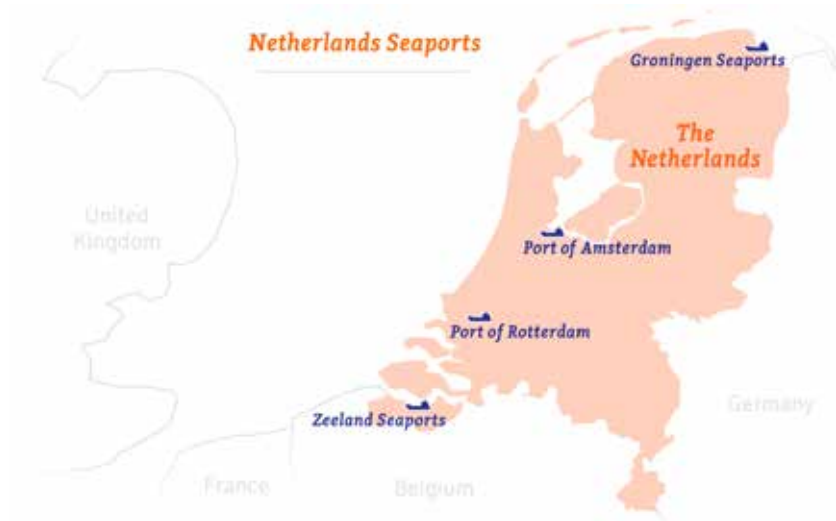 Netherlands Seaports
Groningen Seaports
The
Netherlands
United
Kingdom
Port of Amsterdam
Port of Rotterdam
Germany
Zeeland Seaports
France
Belgium